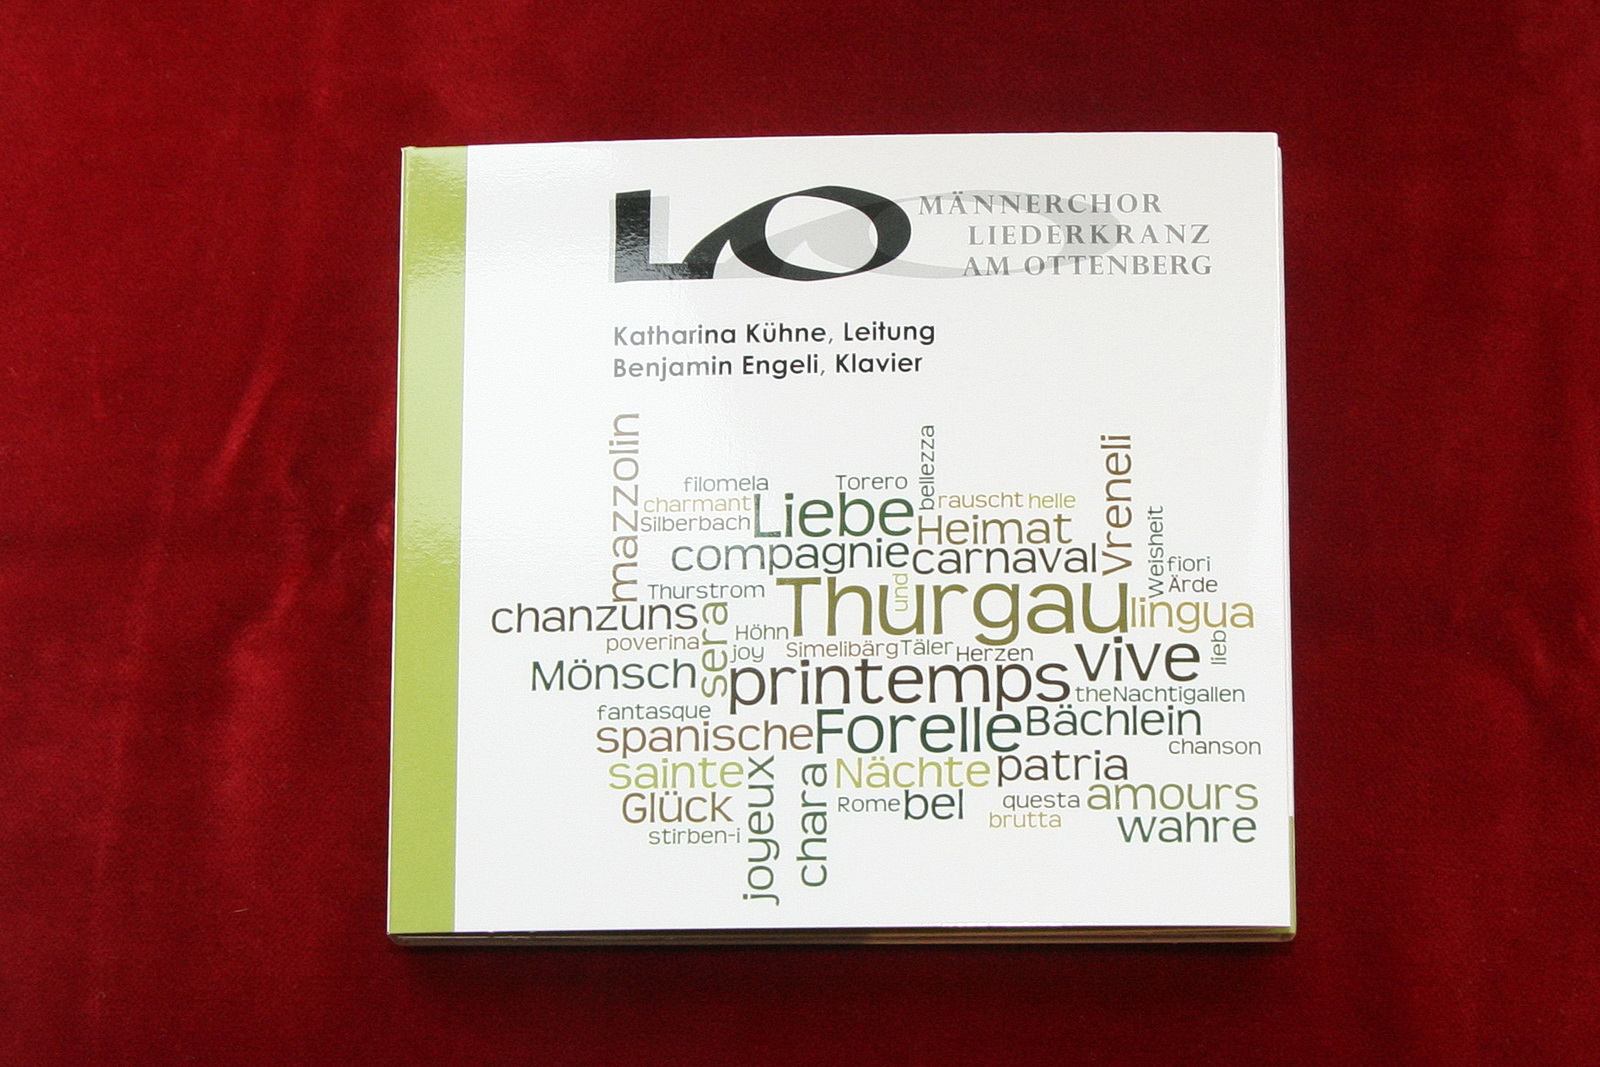 LO
MÄNNERCHOR
LIEDERKRANZ
AM OTTENBERG
Katharina Kühne, Leitung
Benjamin Engeli, Klavier
mazzolin
filomela
Torero
bellezza
Vreneli
charmant
Liebe
rauscht helle
Silberbach
Heimat
Weisheit
compagnie
carnaval
fiori
Thurstrom
und
Ärde
chanzuns
sera
Thurgau
lingua
poverina
Höhn
joy
Simelibärg
Täler
Herzen
lieb
Mönsch
printemps
vive
the
Nachtigallen
fantasque
spanische
Forelle
Bächlein
chanson
sainte
joyeux
chara
Nächte
patria
Glück
Rome
bel
questa
amours
stirben-i
brutta
wahre